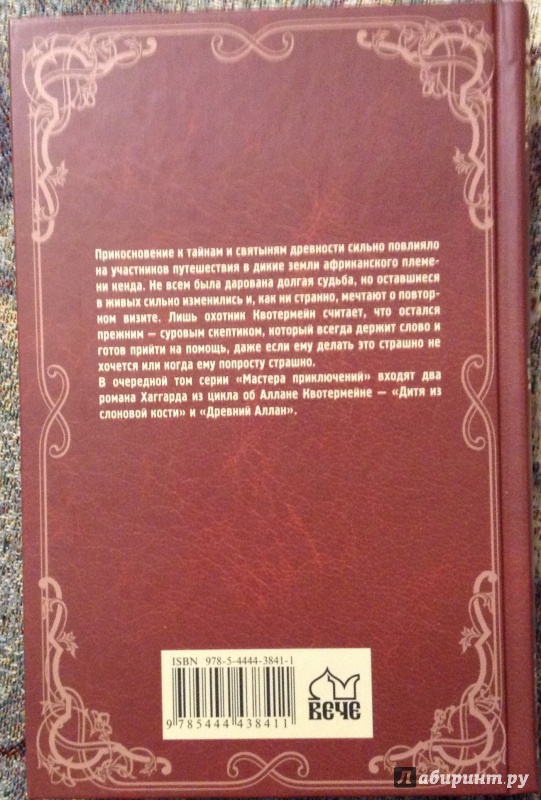 Прикосновение к тайнам и святыням древности сильно повлияло
на участников путешествия в дикие земли африканского племе-
ни кенда. Не всем была дарована долгая судьба, но оставшиеся
в живых сильно изменились и, как ни странно, мечтают о повтор-
ном визите. Лишь охотник Квотермейн считает, что остался
прежним — суровым скептиком, который всегда держит слово и
готов прийти на помощь, даже если ему делать это страшно не
хочется или когда ему попросту страшно.
В очередной том серии «Мастера приключений» входят два
романа Хаггарда из цикла об Аллане Квотермейне — «Дитя из
слоновой кости» и «Древний Аллан».
ISBN 978-5-4444-3841-1
9 785444 438411
ВЕЧЕ
Лабиринт.ру